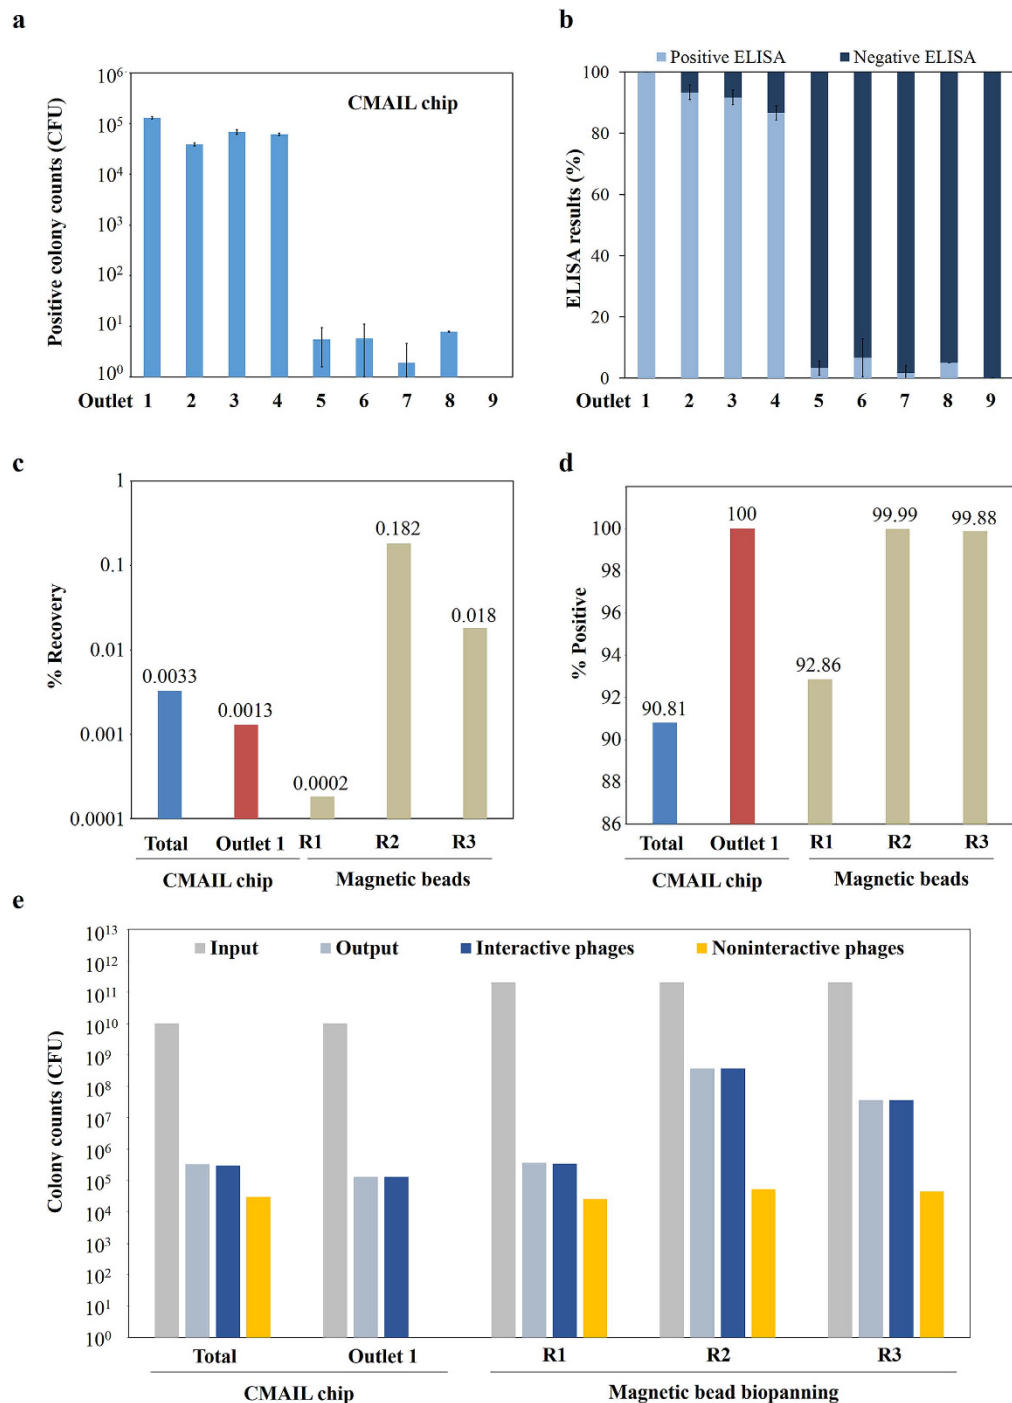 a
b
Positive ELISA
Negative ELISA
CMAIL chip
Positive colony counts (CFU)
10^6
10^5
10^4
10^3
10^2
10^1
10^0
Outlet 1 2 3 4 5 6 7 8 9
ELISA results (%)
100
80
60
40
20
0
Outlet 1 2 3 4 5 6 7 8 9
c
% Recovery
1
0.1
0.01
0.001
0.0001
0.0033
0.0013
0.0002
0.182
0.018
Total Outlet 1 R1 R2 R3
CMAIL chip Magnetic beads
d
% Positive
100
98
96
94
92
90
88
86
90.81
100
92.86
99.99
99.88
Total Outlet 1 R1 R2 R3
CMAIL chip Magnetic beads
e
Input Output Interactive phages Noninteractive phages
Colony counts (CFU)
10^13
10^12
10^11
10^10
10^9
10^8
10^7
10^6
10^5
10^4
10^3
10^2
10^1
10^0
Total Outlet 1 R1 R2 R3
CMAIL chip Magnetic bead biopanning